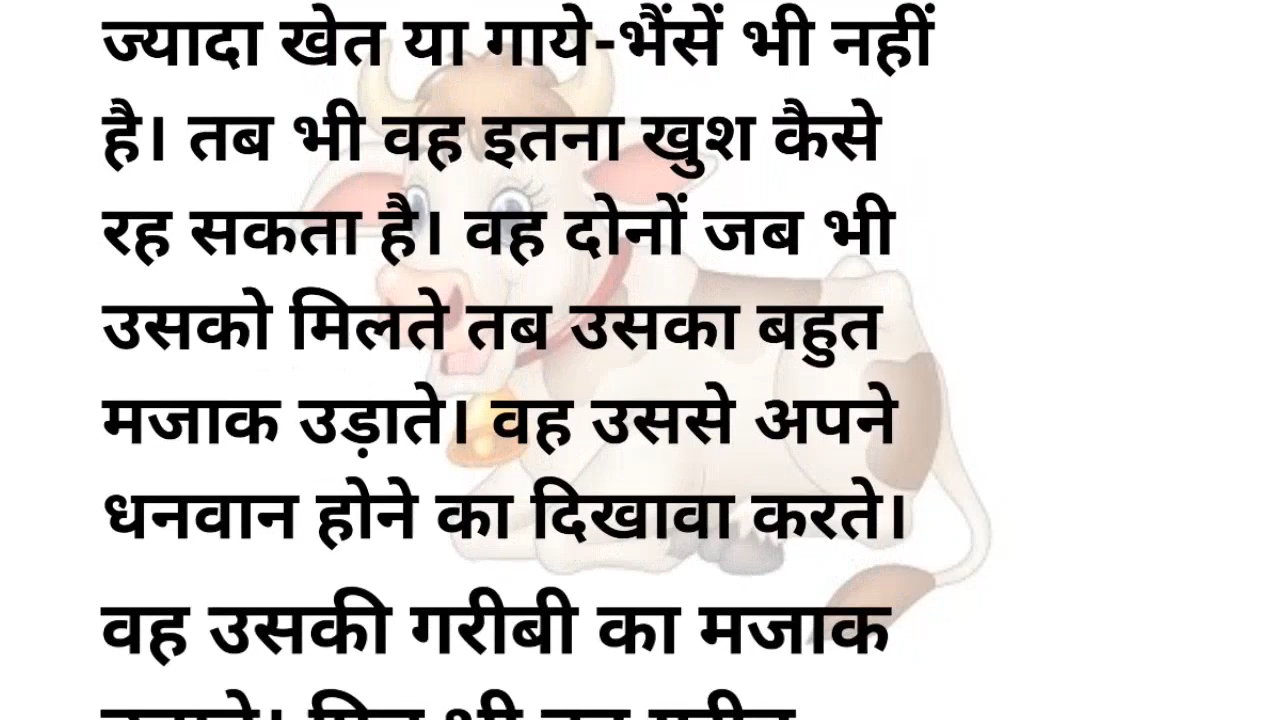 ज्यादा खेत या गाये-भैंसें भी नहीं
है। तब भी वह इतना खुश कैसे
रह सकता है। वह दोनों जब भी
उसको मिलते तब उसका बहुत
मजाक उड़ाते। वह उससे अपने
धनवान होने का दिखावा करते।
वह उसकी गरीबी का मजाक